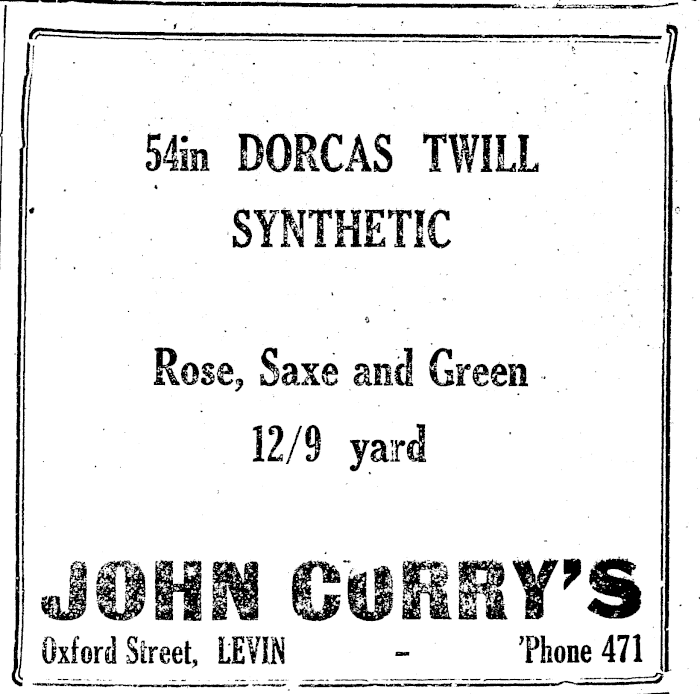 54in DORCAS TWILL
SYNTHETIC
Rose, Saxe and Green
12/9 yard
JOHN CURRY'S
Oxford Street, LEVIN - 'Phone 471